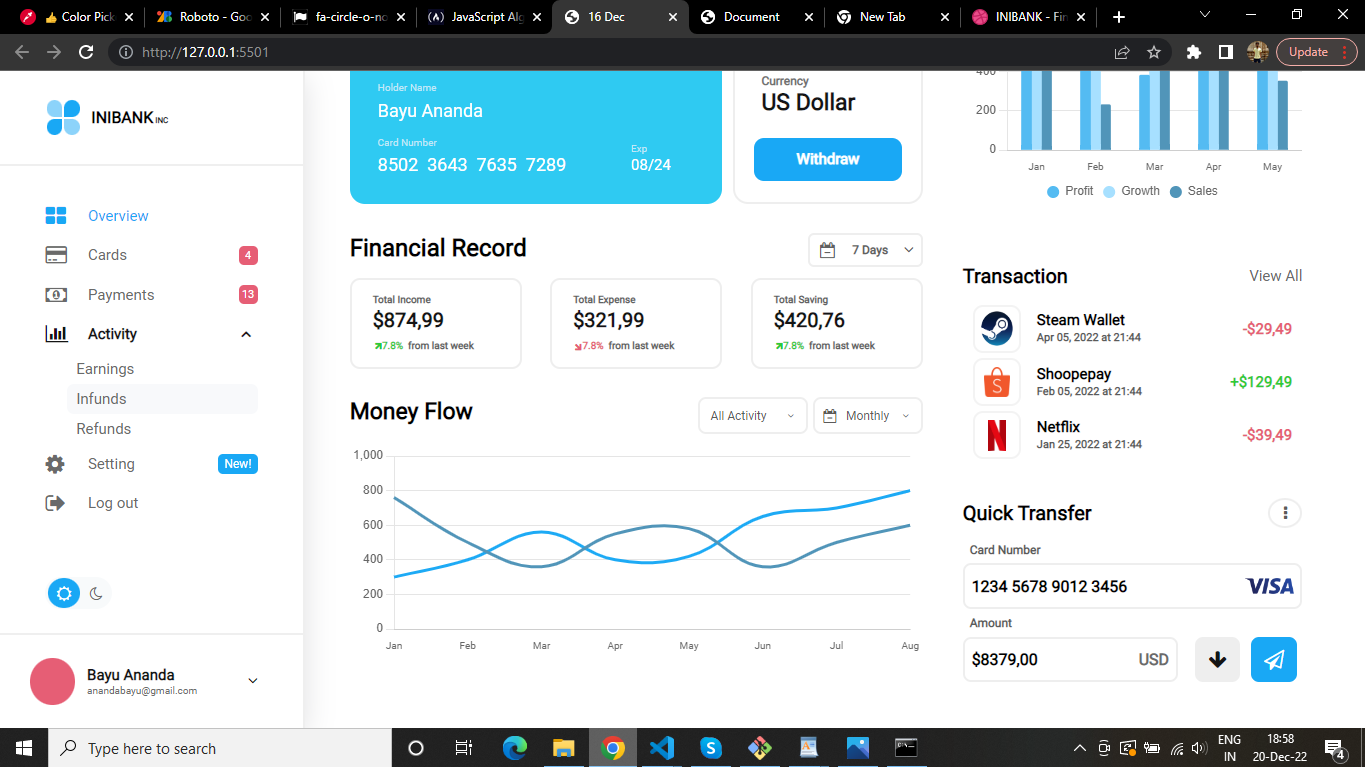 👍 Color Pick
Roboto - Goo
fa-circle-o-no
JavaScript Alg
16 Dec
Document
New Tab
INIBANK - Fin
http://127.0.0.1:5501
Update
INIBANK INC
Overview
Cards
4
Payments
13
Activity
Earnings
Infunds
Refunds
Setting
New!
Log out
Bayu Ananda
anandabayu@gmail.com
Holder Name
Bayu Ananda
Card Number
8502 3643 7635 7289
Exp
08/24
Currency
US Dollar
Withdraw
400
200
0
Jan Feb Mar Apr May
Profit Growth Sales
Financial Record
7 Days
Total Income
$874,99
7.8% from last week
Total Expense
$321,99
7.8% from last week
Total Saving
$420,76
7.8% from last week
Money Flow
All Activity
Monthly
1,000
800
600
400
200
0
Jan Feb Mar Apr May Jun Jul Aug
Transaction
View All
Steam Wallet
Apr 05, 2022 at 21:44
-$29,49
Shoopepay
Feb 05, 2022 at 21:44
+$129,49
Netflix
Jan 25, 2022 at 21:44
-$39,49
Quick Transfer
Card Number
1234 5678 9012 3456
VISA
Amount
$8379,00
USD
Type here to search
ENG
IN
18:58
20-Dec-22
4